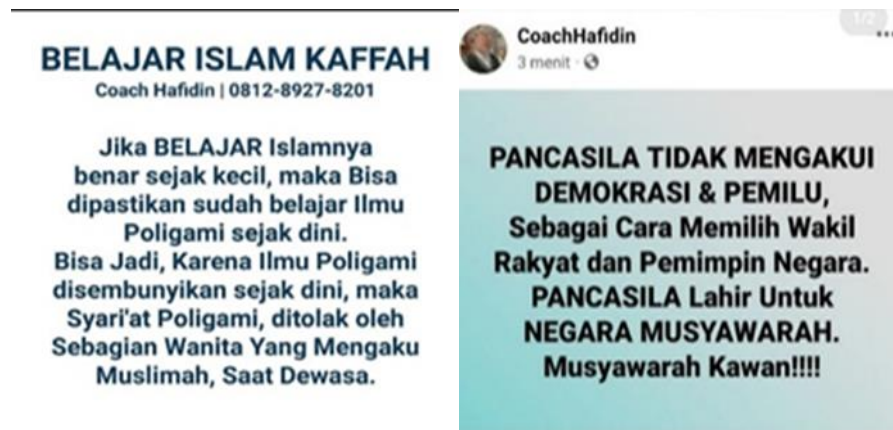 BELAJAR ISLAM KAFFAH
Coach Hafidin | 0812-8927-8201
Jika BELAJAR Islamnya
benar sejak kecil, maka Bisa
dipastikan sudah belajar Ilmu
Poligami sejak dini.
Bisa Jadi, Karena Ilmu Poligami
disembunyikan sejak dini, maka
Syari'at Poligami, ditolak oleh
Sebagian Wanita Yang Mengaku
Muslimah, Saat Dewasa.
1/2
CoachHafidin
3 menit ·
PANCASILA TIDAK MENGAKUI
DEMOKRASI & PEMILU,
Sebagai Cara Memilih Wakil
Rakyat dan Pemimpin Negara.
PANCASILA Lahir Untuk
NEGARA MUSYAWARAH.
Musyawarah Kawan!!!!